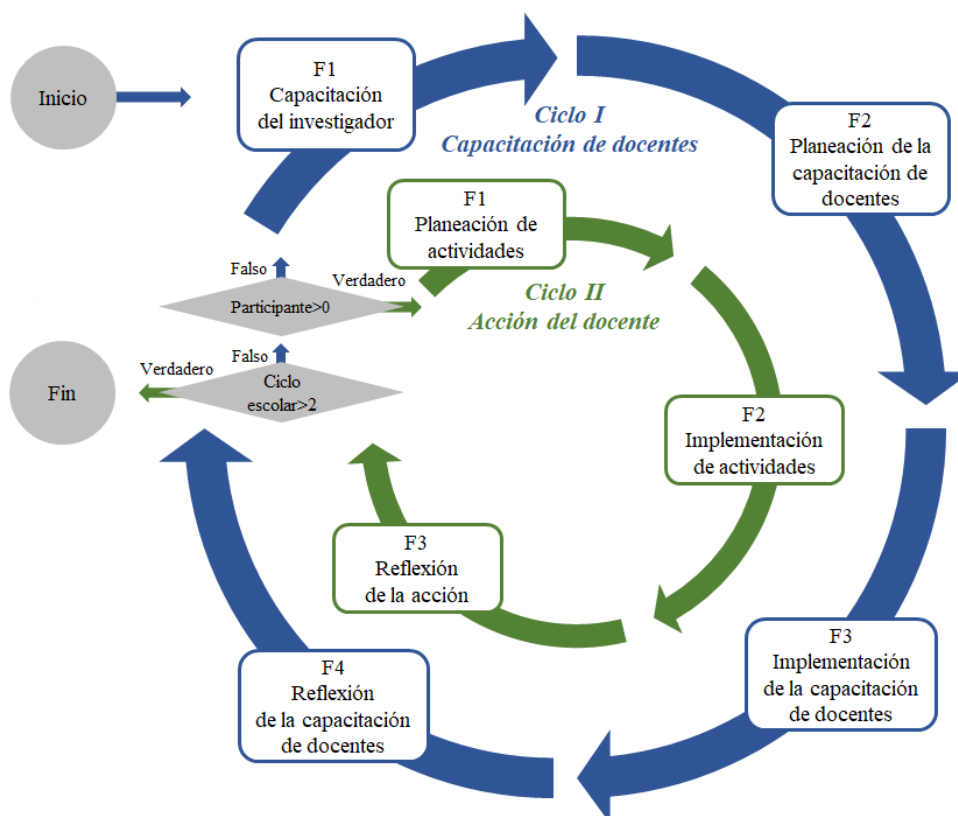 Inicio
F1
Capacitación
del investigador
Ciclo I
Capacitación de docentes
F2
Planeación de la
capacitación de
docentes
F1
Planeación de
actividades
Falso
Verdadero
Participante>0
Ciclo II
Acción del docente
Fin
Verdadero
Falso
Ciclo
escolar>2
F2
Implementación
de actividades
F3
Reflexión
de la acción
F3
Implementación
de la capacitación
de docentes
F4
Reflexión
de la capacitación
de docentes